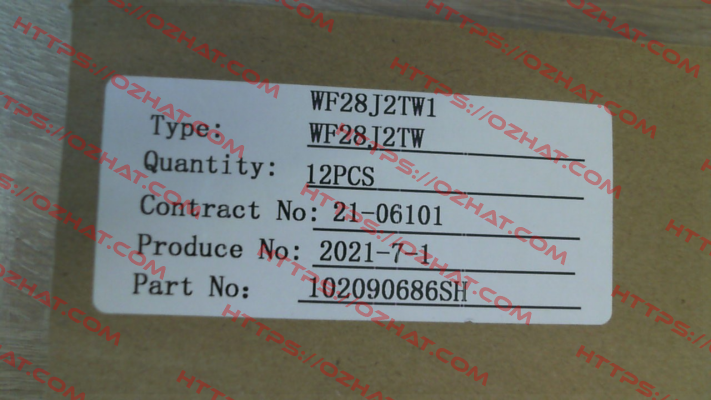 WF28J2TW1
Type: WF28J2TW
Quantity: 12PCS
Contract No: 21-06101
Produce No: 2021-7-1
Part No: 102090686SH
HTTPS://OZHAT.COM